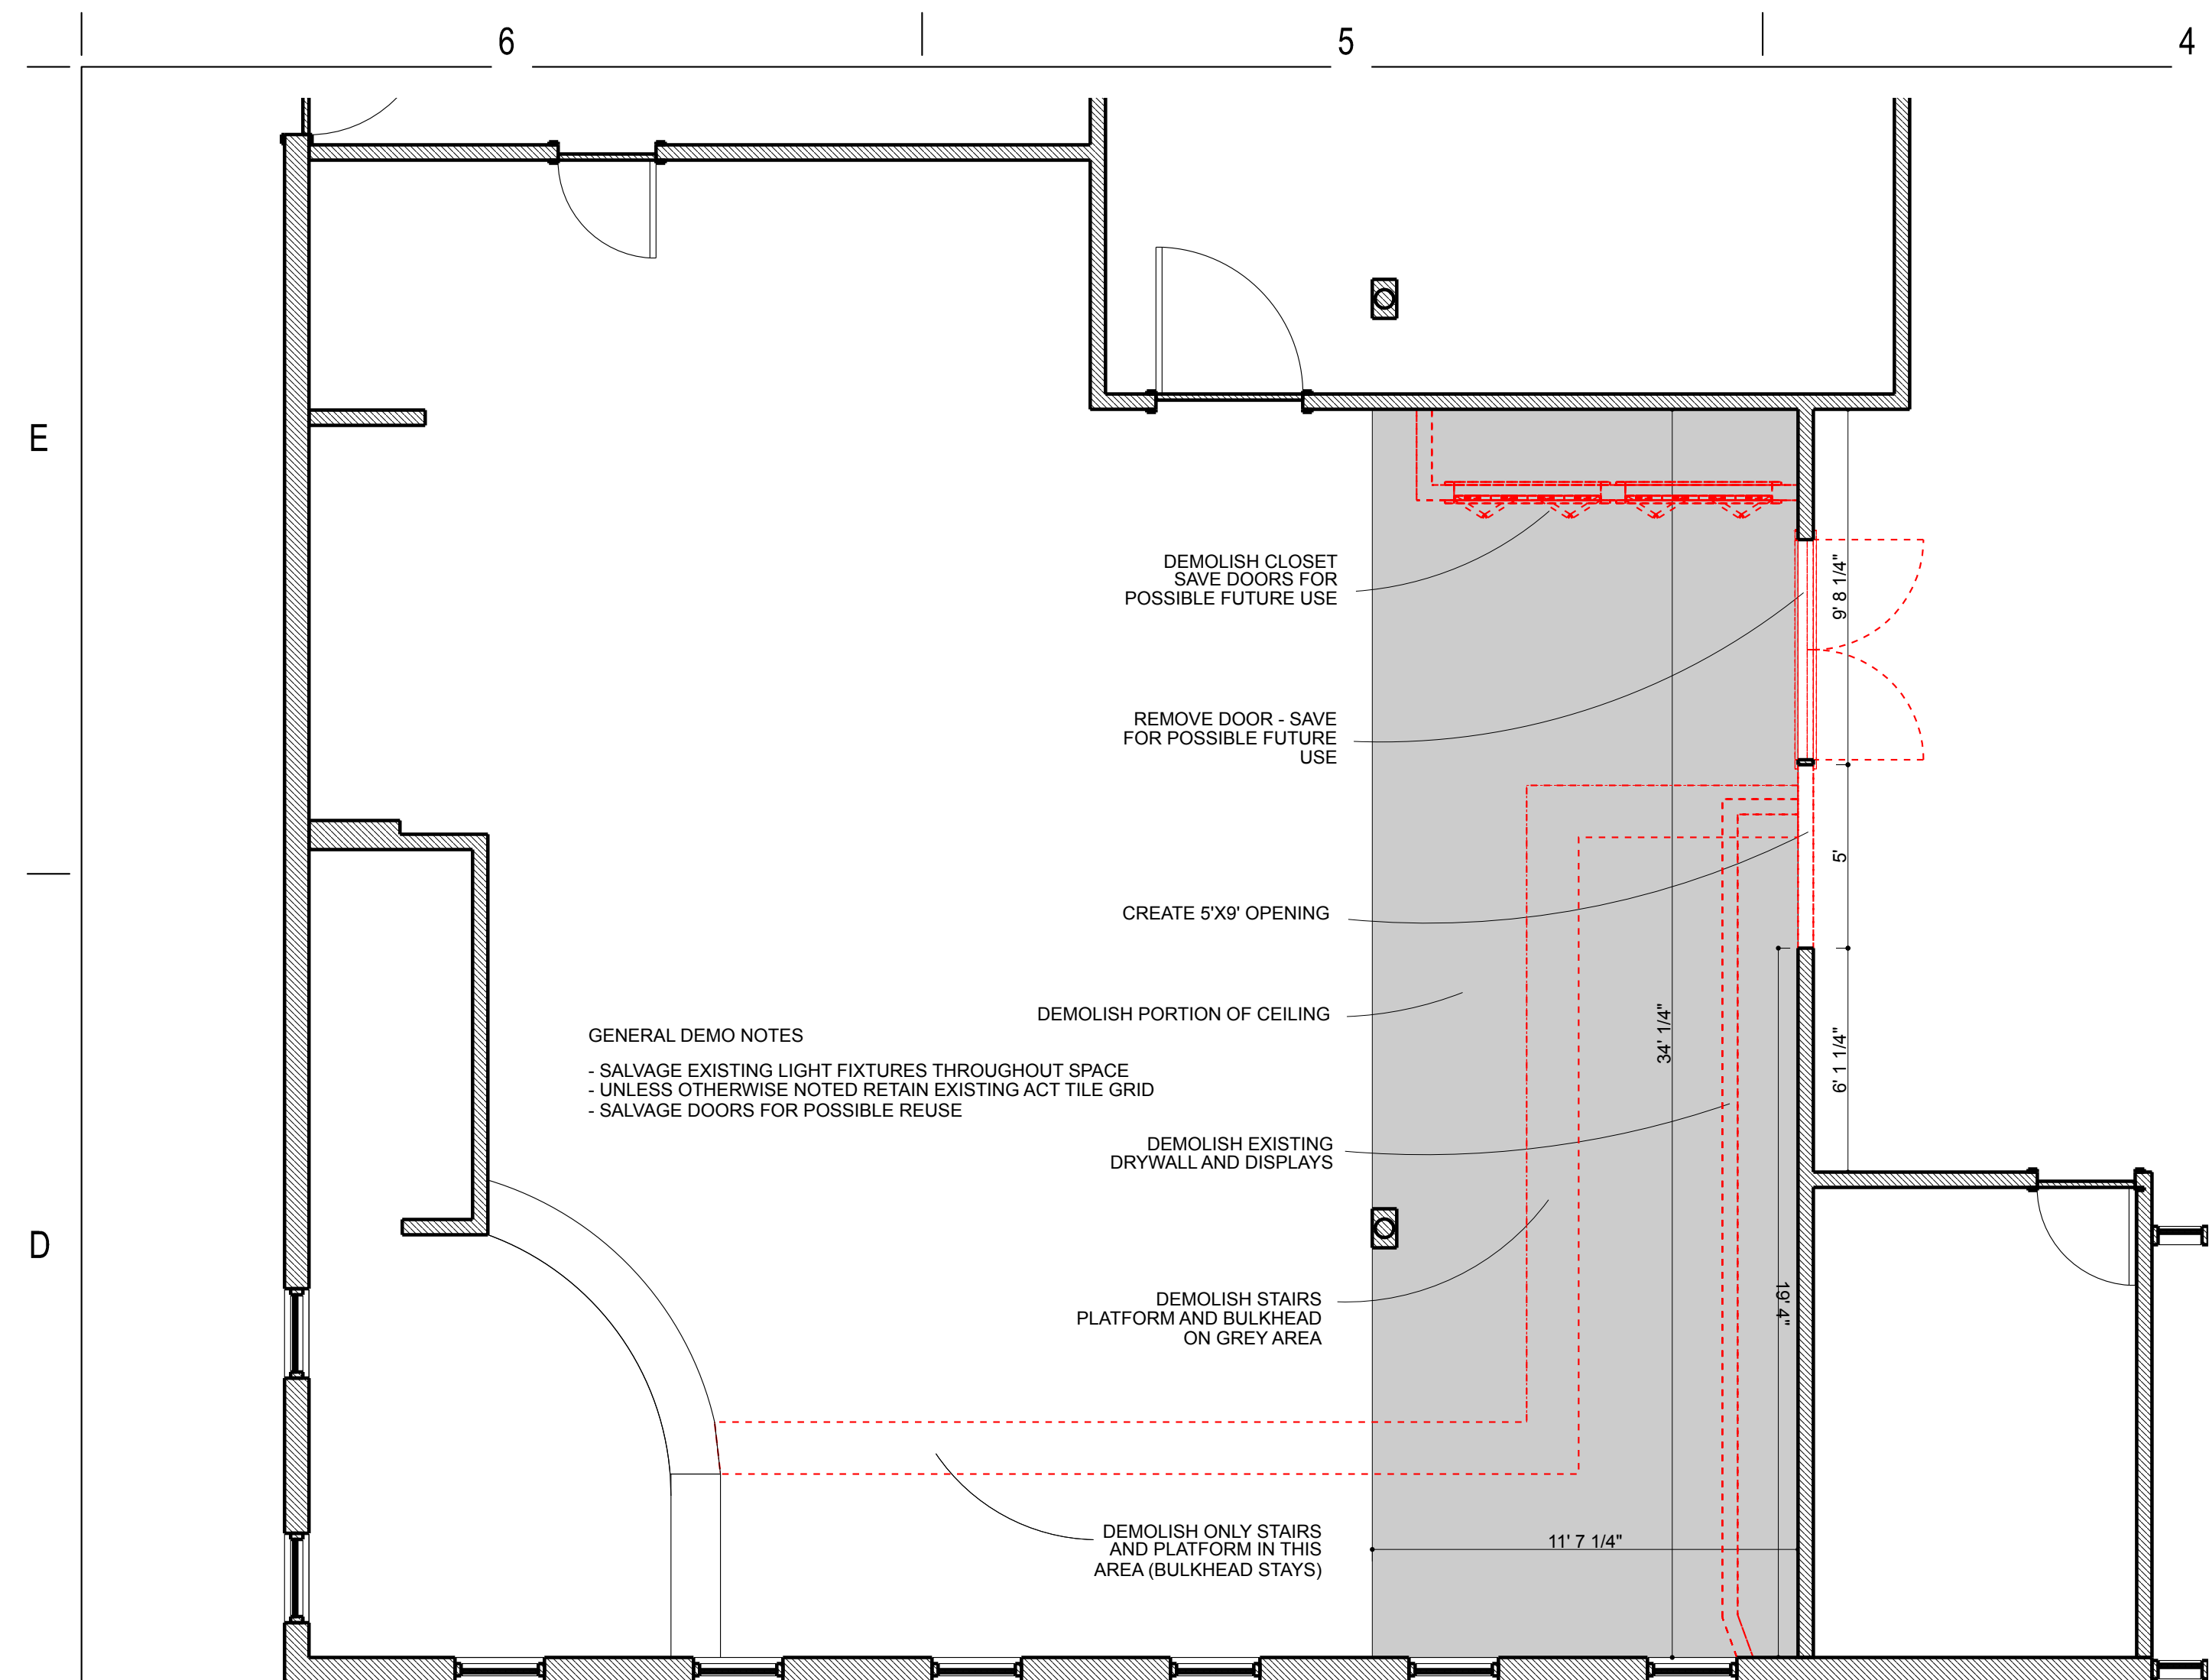 6
5
4
E
D
DEMOLISH CLOSET
SAVE DOORS FOR
POSSIBLE FUTURE USE
9' 8 1/4"
REMOVE DOOR - SAVE
FOR POSSIBLE FUTURE
USE
5'
CREATE 5'X9' OPENING
DEMOLISH PORTION OF CEILING
34' 1/4"
6' 1 1/4"
GENERAL DEMO NOTES
- SALVAGE EXISTING LIGHT FIXTURES THROUGHOUT SPACE
- UNLESS OTHERWISE NOTED RETAIN EXISTING ACT TILE GRID
- SALVAGE DOORS FOR POSSIBLE REUSE
DEMOLISH EXISTING
DRYWALL AND DISPLAYS
DEMOLISH STAIRS
PLATFORM AND BULKHEAD
ON GREY AREA
19' 4"
DEMOLISH ONLY STAIRS
AND PLATFORM IN THIS
AREA (BULKHEAD STAYS)
11' 7 1/4"